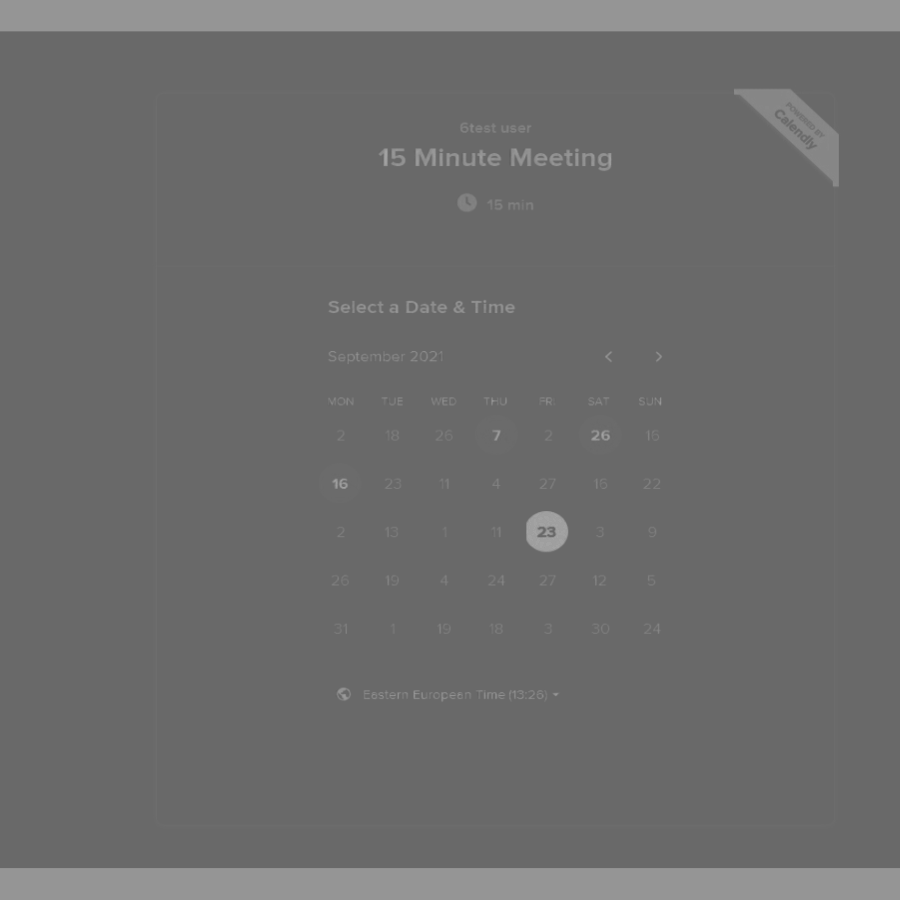 POWERED BY
Calendly
6test user
15 Minute Meeting
15 min
Select a Date & Time
September 2021
MON TUE WED THU FRI SAT SUN
2 18 26 7 2 26 16
16 23 11 4 27 16 22
2 13 1 11 23 3 9
26 19 4 24 27 12 5
31 1 19 18 3 30 24
Eastern European Time (13:26)